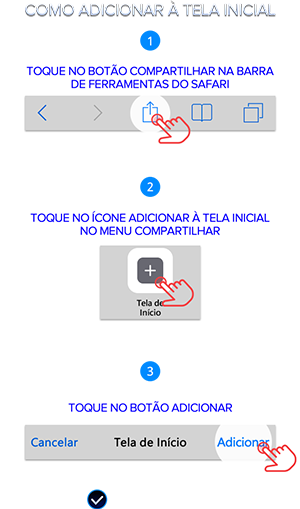 COMO ADICIONAR À TELA INICIAL
1
TOQUE NO BOTÃO COMPARTILHAR NA BARRA
DE FERRAMENTAS DO SAFARI
2
TOQUE NO ÍCONE ADICIONAR À TELA INICIAL
NO MENU COMPARTILHAR
Tela de
Início
3
TOQUE NO BOTÃO ADICIONAR
Cancelar Tela de Início Adicionar